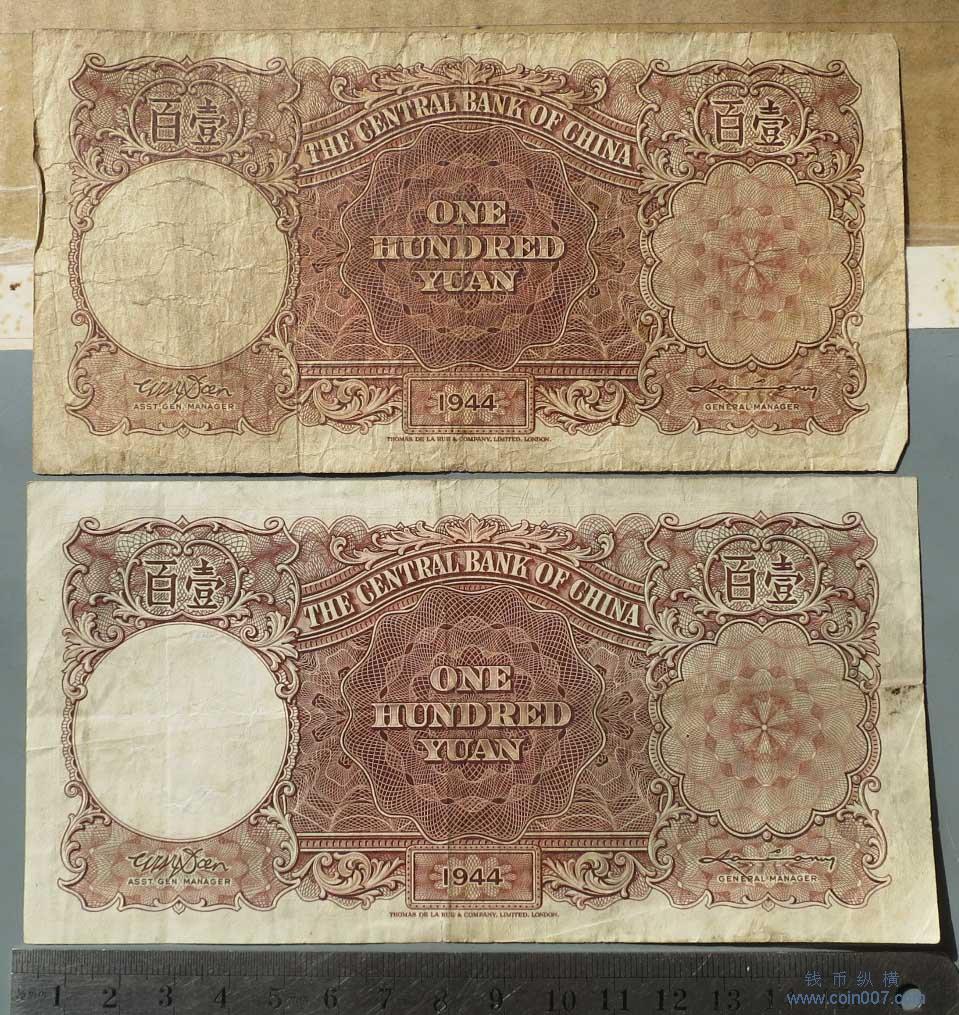 百壹
百壹
THE CENTRAL BANK OF CHINA
ONE
HUNDRED
YUAN
ASST GEN. MANAGER
1944
GENERAL MANAGER
THOMAS DE LA RUE & COMPANY, LIMITED. LONDON.
百壹
百壹
THE CENTRAL BANK OF CHINA
ONE
HUNDRED
YUAN
ASST GEN. MANAGER
1944
GENERAL MANAGER
THOMAS DE LA RUE & COMPANY, LIMITED. LONDON.
1 2 3 4 5 6 7 8 9 10 11 12 13
钱币纵横
www.coin007.com